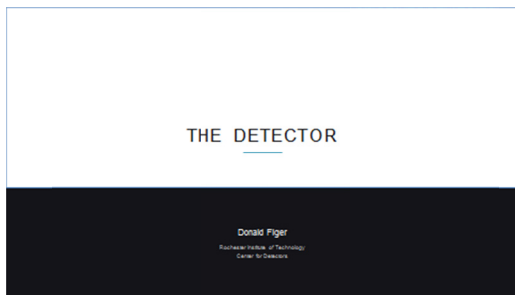 THE DETECTOR
Donald Figer
Rochester Institute of Technology
Center for Detectors